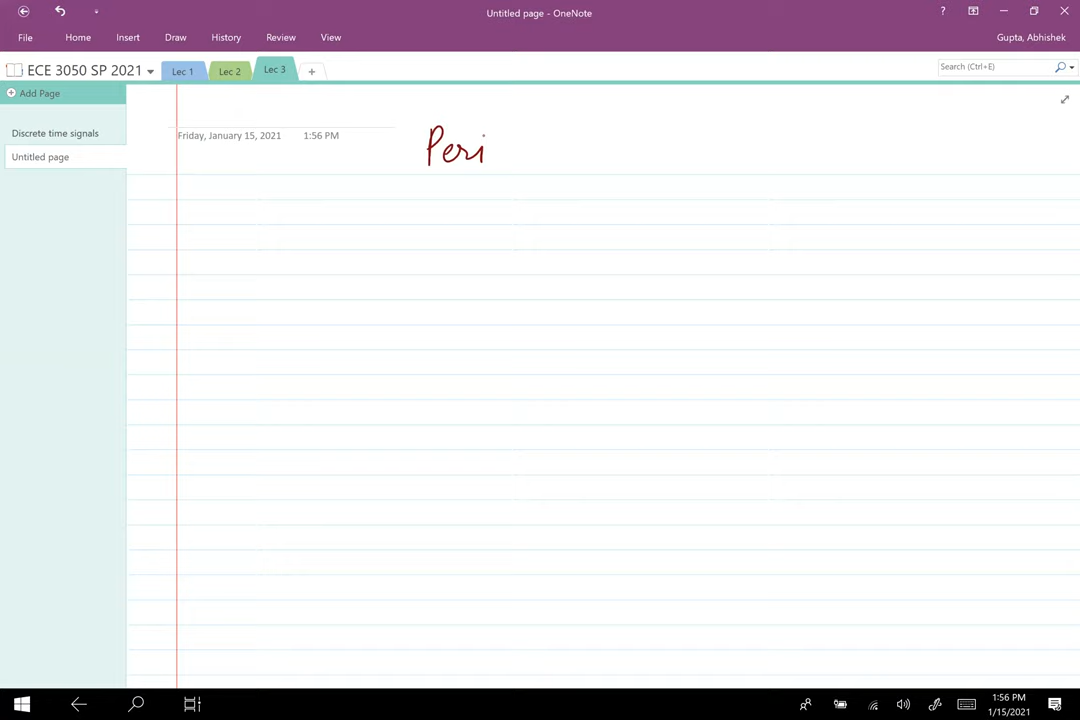 Untitled page - OneNote
?
File Home Insert Draw History Review View
Gupta, Abhishek
ECE 3050 SP 2021 Lec 1 Lec 2 Lec 3 +
Search (Ctrl+E)
Add Page
Discrete time signals
Untitled page
Friday, January 15, 2021 1:56 PM
Peri
1:56 PM
1/15/2021